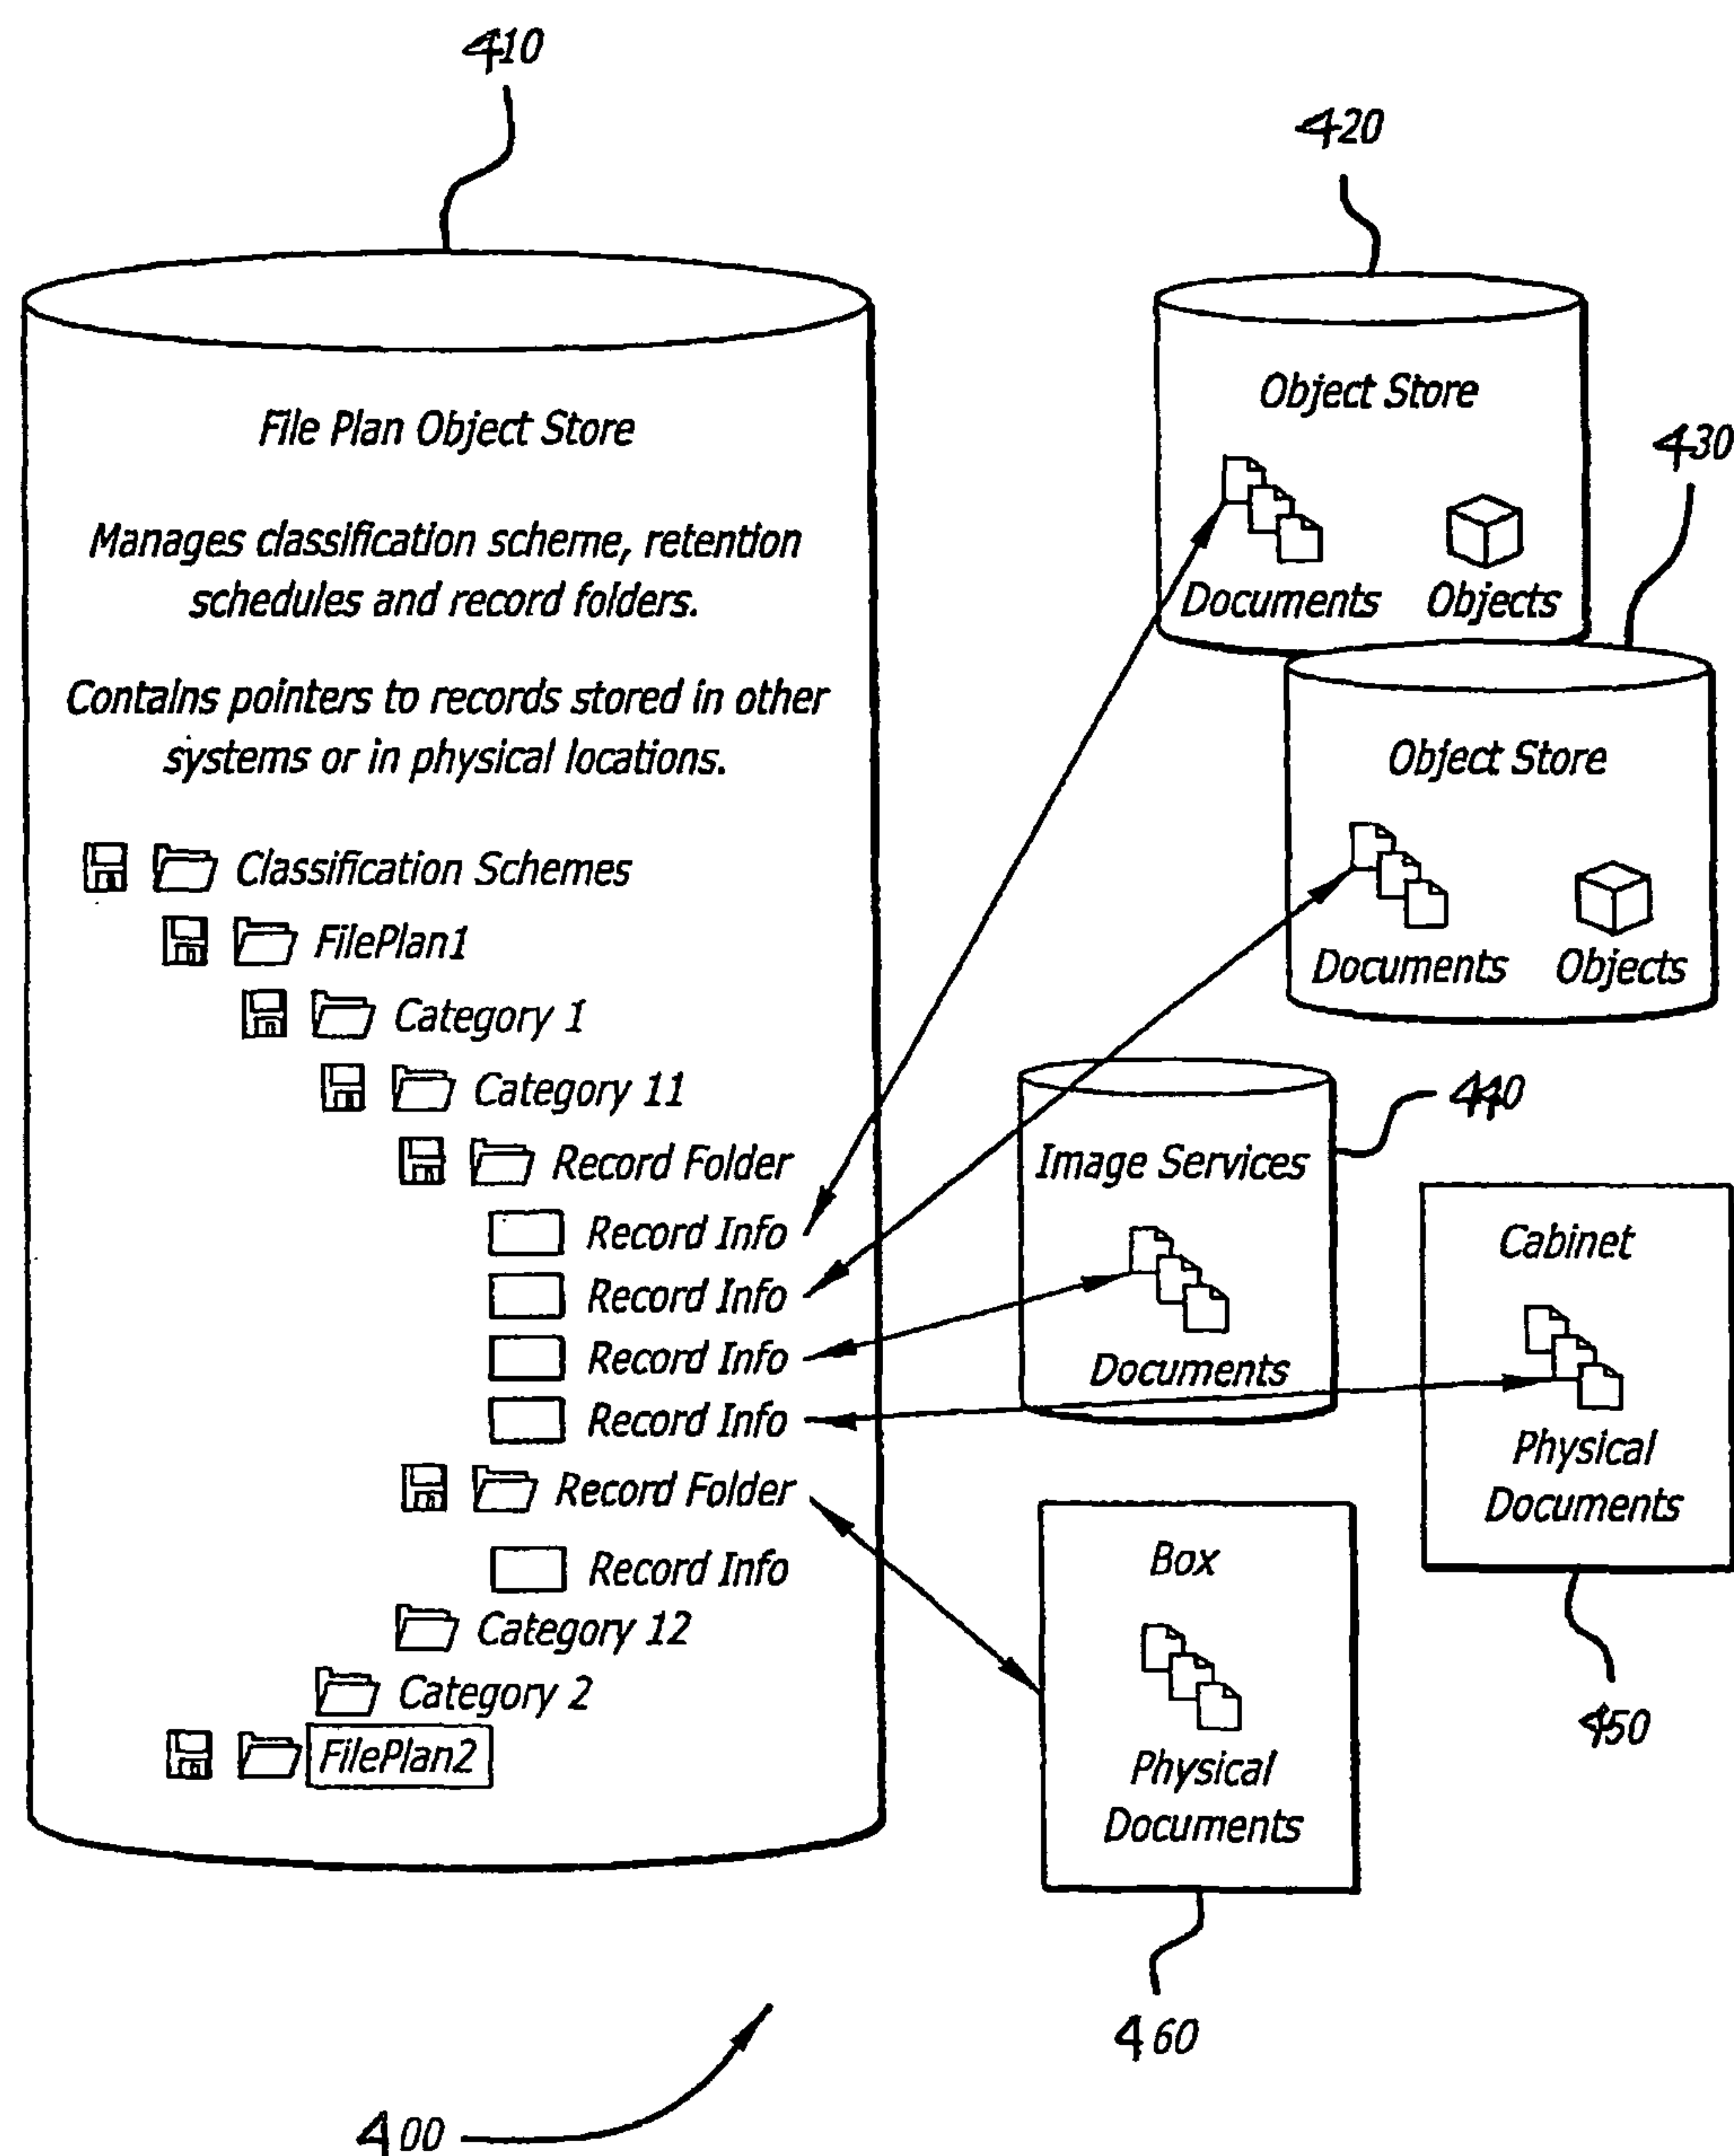 410
File Plan Object Store
Manages classification scheme, retention
schedules and record folders.
Contains pointers to records stored in other
systems or in physical locations.
Classification Schemes
FilePlan1
Category 1
Category 11
Record Folder
Record Info
Record Info
Record Info
Record Info
Record Folder
Record Info
Category 12
Category 2
FilePlan2
420
Object Store
Documents Objects
430
Object Store
Documents Objects
440
Image Services
Documents
Cabinet
Physical
Documents
450
Box
Physical
Documents
460
400